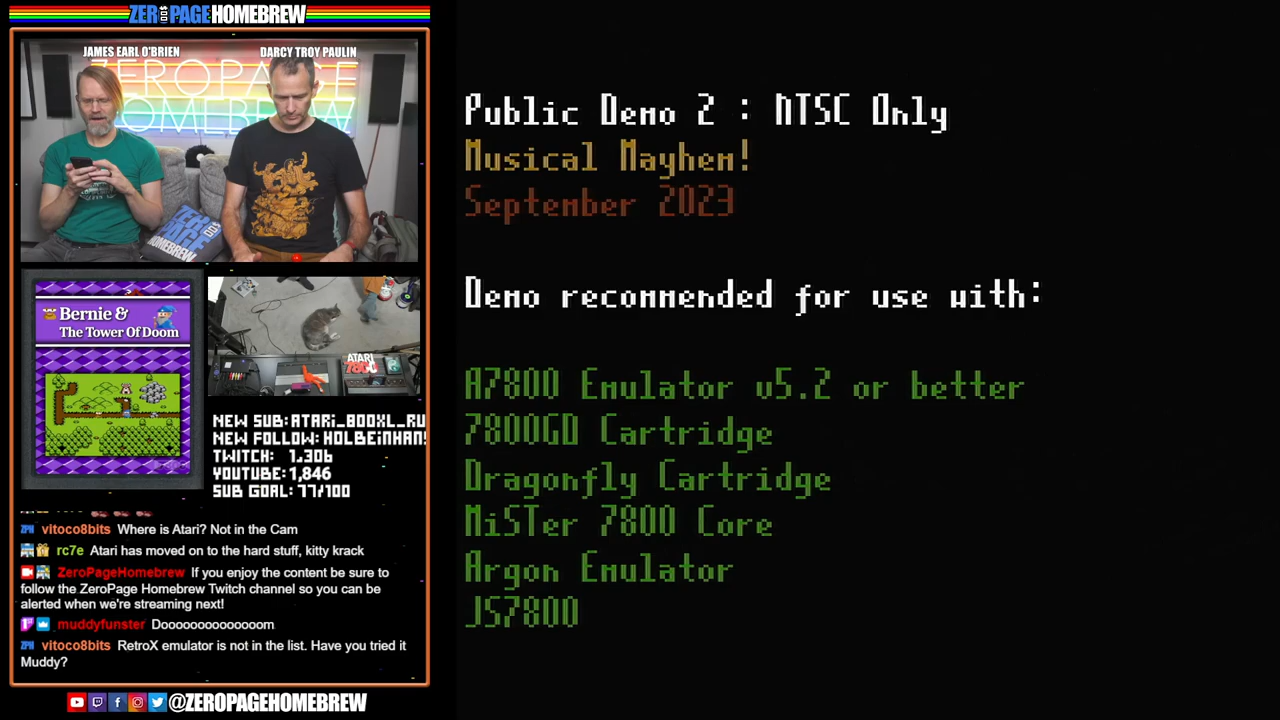 ZEROPAGE HOMEBREW
JAMES EARL O'BRIEN
DARCY TROY PAULIN
ZEROPAGE
HOMEBREW
Bernie &
The Tower Of Doom
ATARI
7800
NEW SUB:ATARI_800XL_RU
NEW FOLLOW:HOLBEINHANS
TWITCH: 1,306
YOUTUBE:1,846
SUB GOAL:77/100
vitoco8bits Where is Atari? Not in the Cam
rc7e Atari has moved on to the hard stuff, kitty krack
ZeroPageHomebrew If you enjoy the content be sure to
follow the ZeroPage Homebrew Twitch channel so you can be
alerted when we're streaming next!
muddyfunster Dooooooooooooom
vitoco8bits RetroX emulator is not in the list. Have you tried it
Muddy?
@ZEROPAGEHOMEBREW
Public Demo 2 : NTSC Only
Musical Mayhem!
September 2023
Demo recommended for use with:
A7800 Emulator v5.2 or better
7800GD Cartridge
Dragonfly Cartridge
MiSTer 7800 Core
Argon Emulator
JS7800